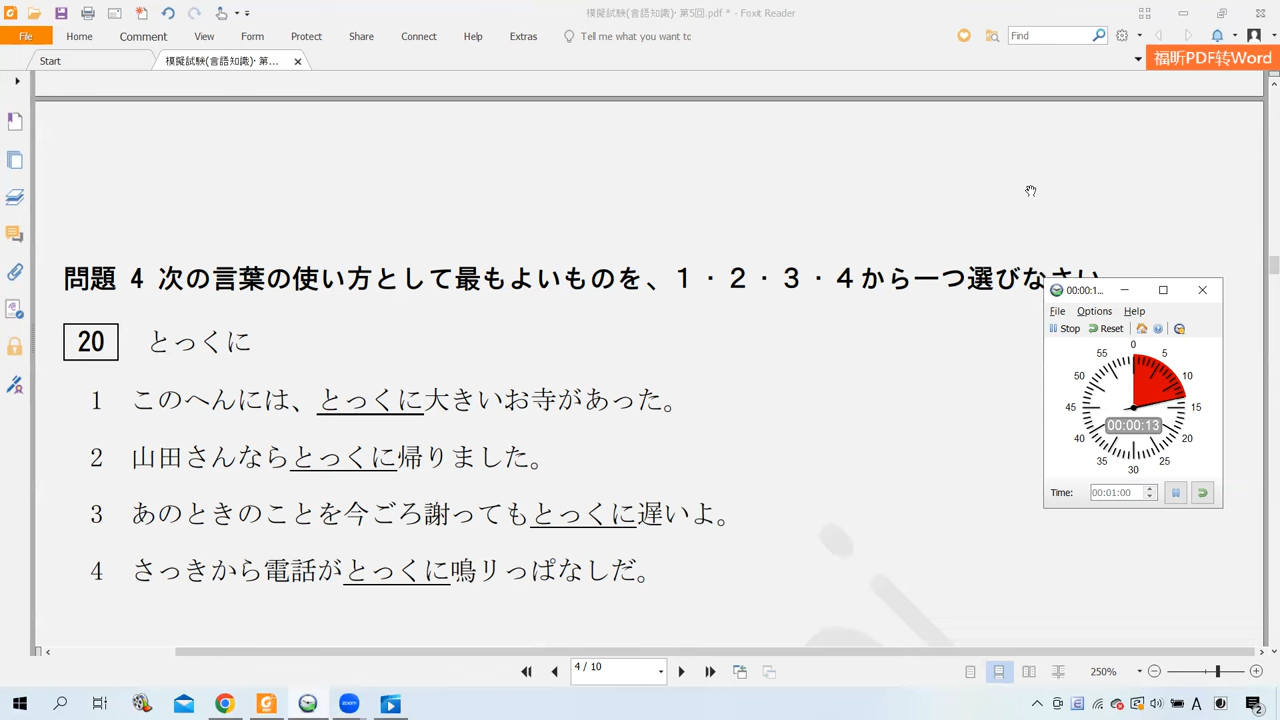 模擬試験(言語知識)· 第5回.pdf * - Foxit Reader
File Home Comment View Form Protect Share Connect Help Extras Tell me what you want to Find
Start 模擬試験(言語知識)· 第... 福昕PDF转Word
問題 4 次の言葉の使い方として最もよいものを、１・２・３・４から一つ選びなさい
20 とっくに
1 このへんには、とっくに大きいお寺があった。
2 山田さんならとっくに帰りました。
3 あのときのことを今ごろ謝ってもとっくに遅いよ。
4 さっきから電話がとっくに鳴リっぱなしだ。
00:00:1...
File Options Help
Stop Reset
0
55 5
50 10
45 15
00:00:13
40 20
35 25
30
Time: 00:01:00
4 / 10 250%
zoom A 2